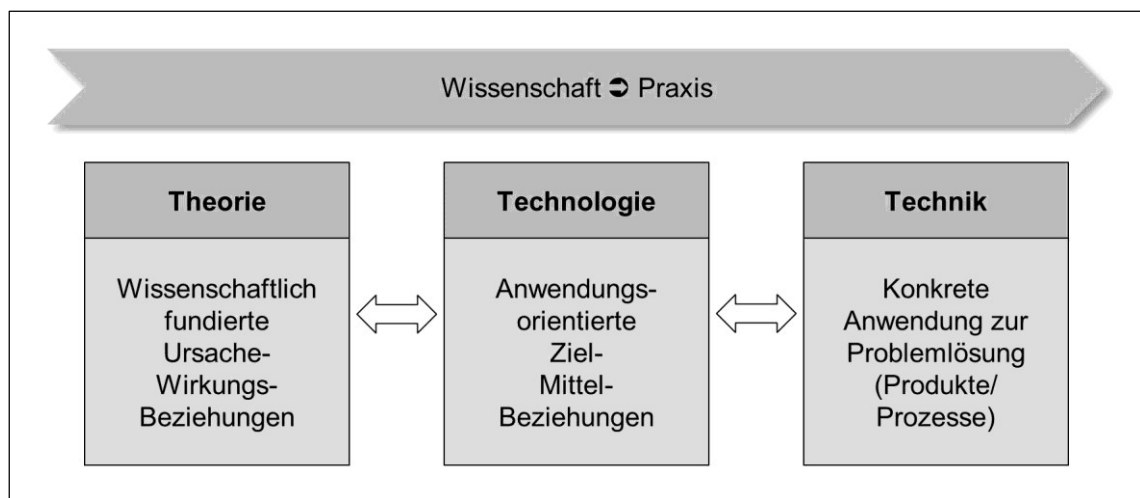 Wissenschaft ➲ Praxis
Theorie
Wissenschaftlich
fundierte
Ursache-
Wirkungs-
Beziehungen
Technologie
Anwendungs-
orientierte
Ziel-
Mittel-
Beziehungen
Technik
Konkrete
Anwendung zur
Problemlösung
(Produkte/
Prozesse)